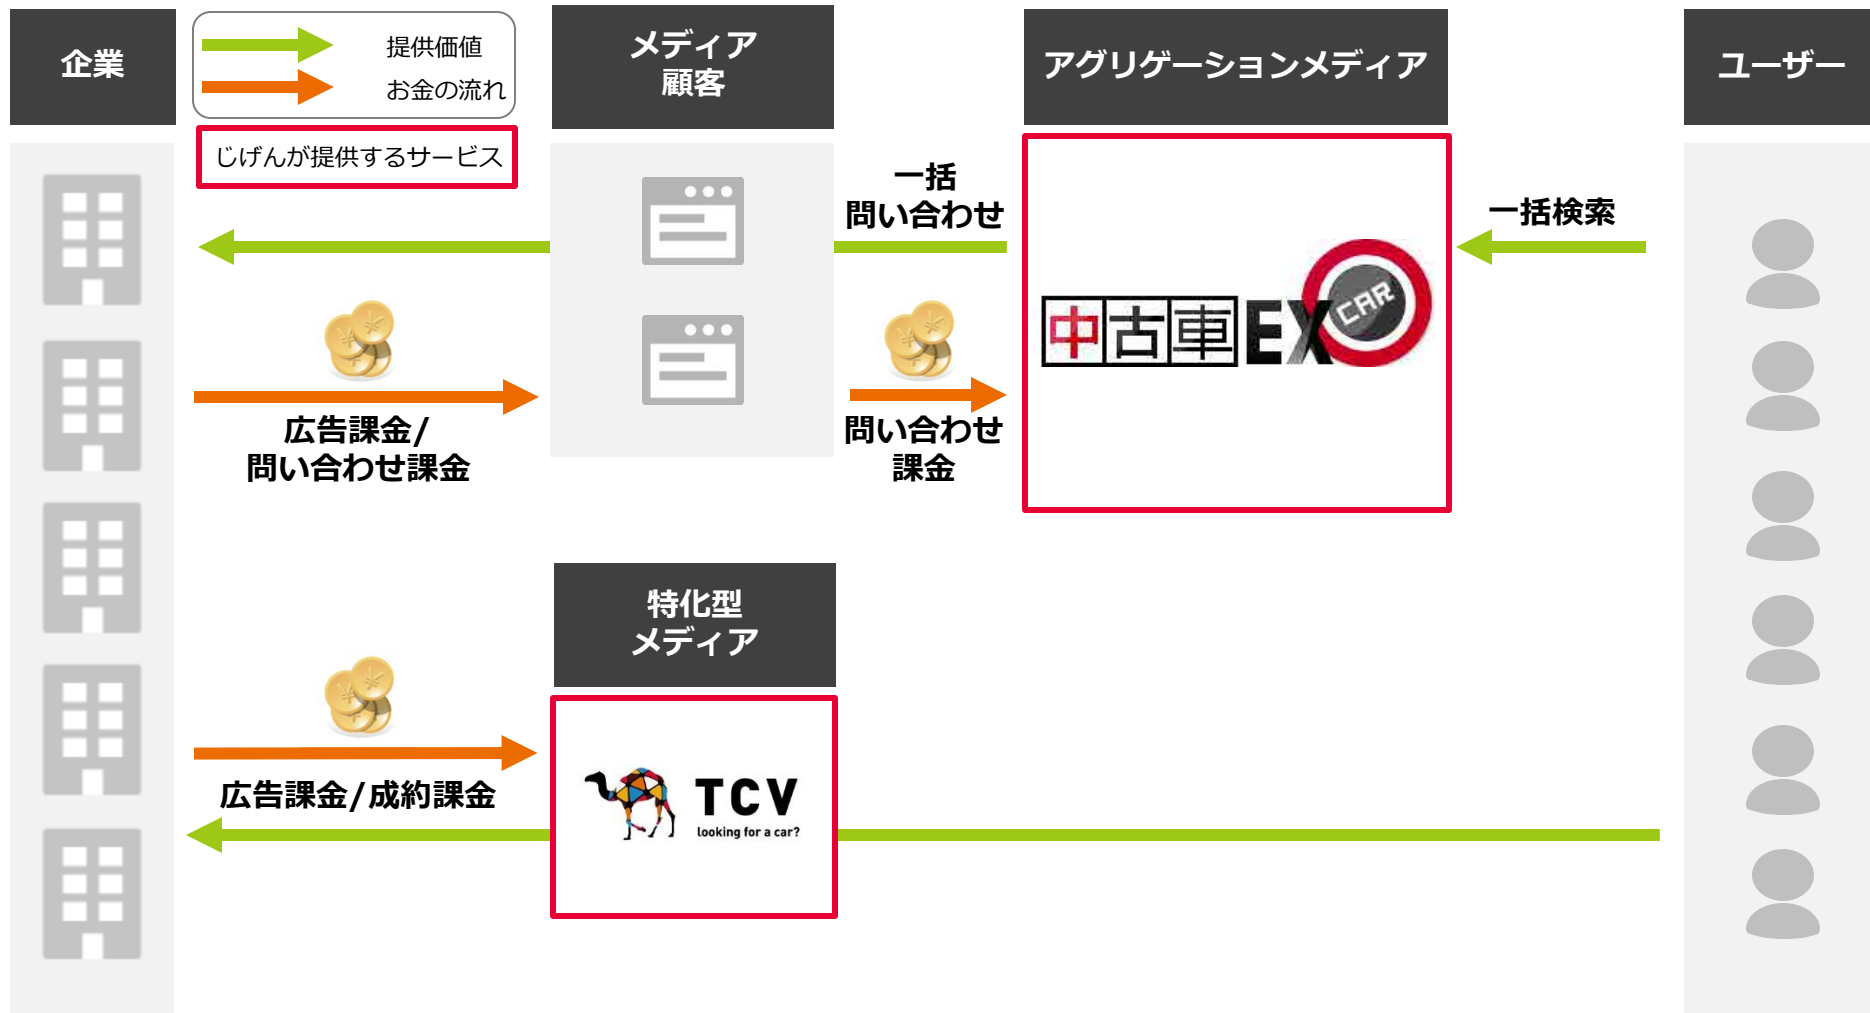 企業
提供価値
お金の流れ
じげんが提供するサービス
メディア
顧客
アグリゲーションメディア
ユーザー
一括
問い合わせ
一括検索
中古車EX
CAR
広告課金/
問い合わせ課金
問い合わせ
課金
特化型
メディア
広告課金/成約課金
TCV
looking for a car?